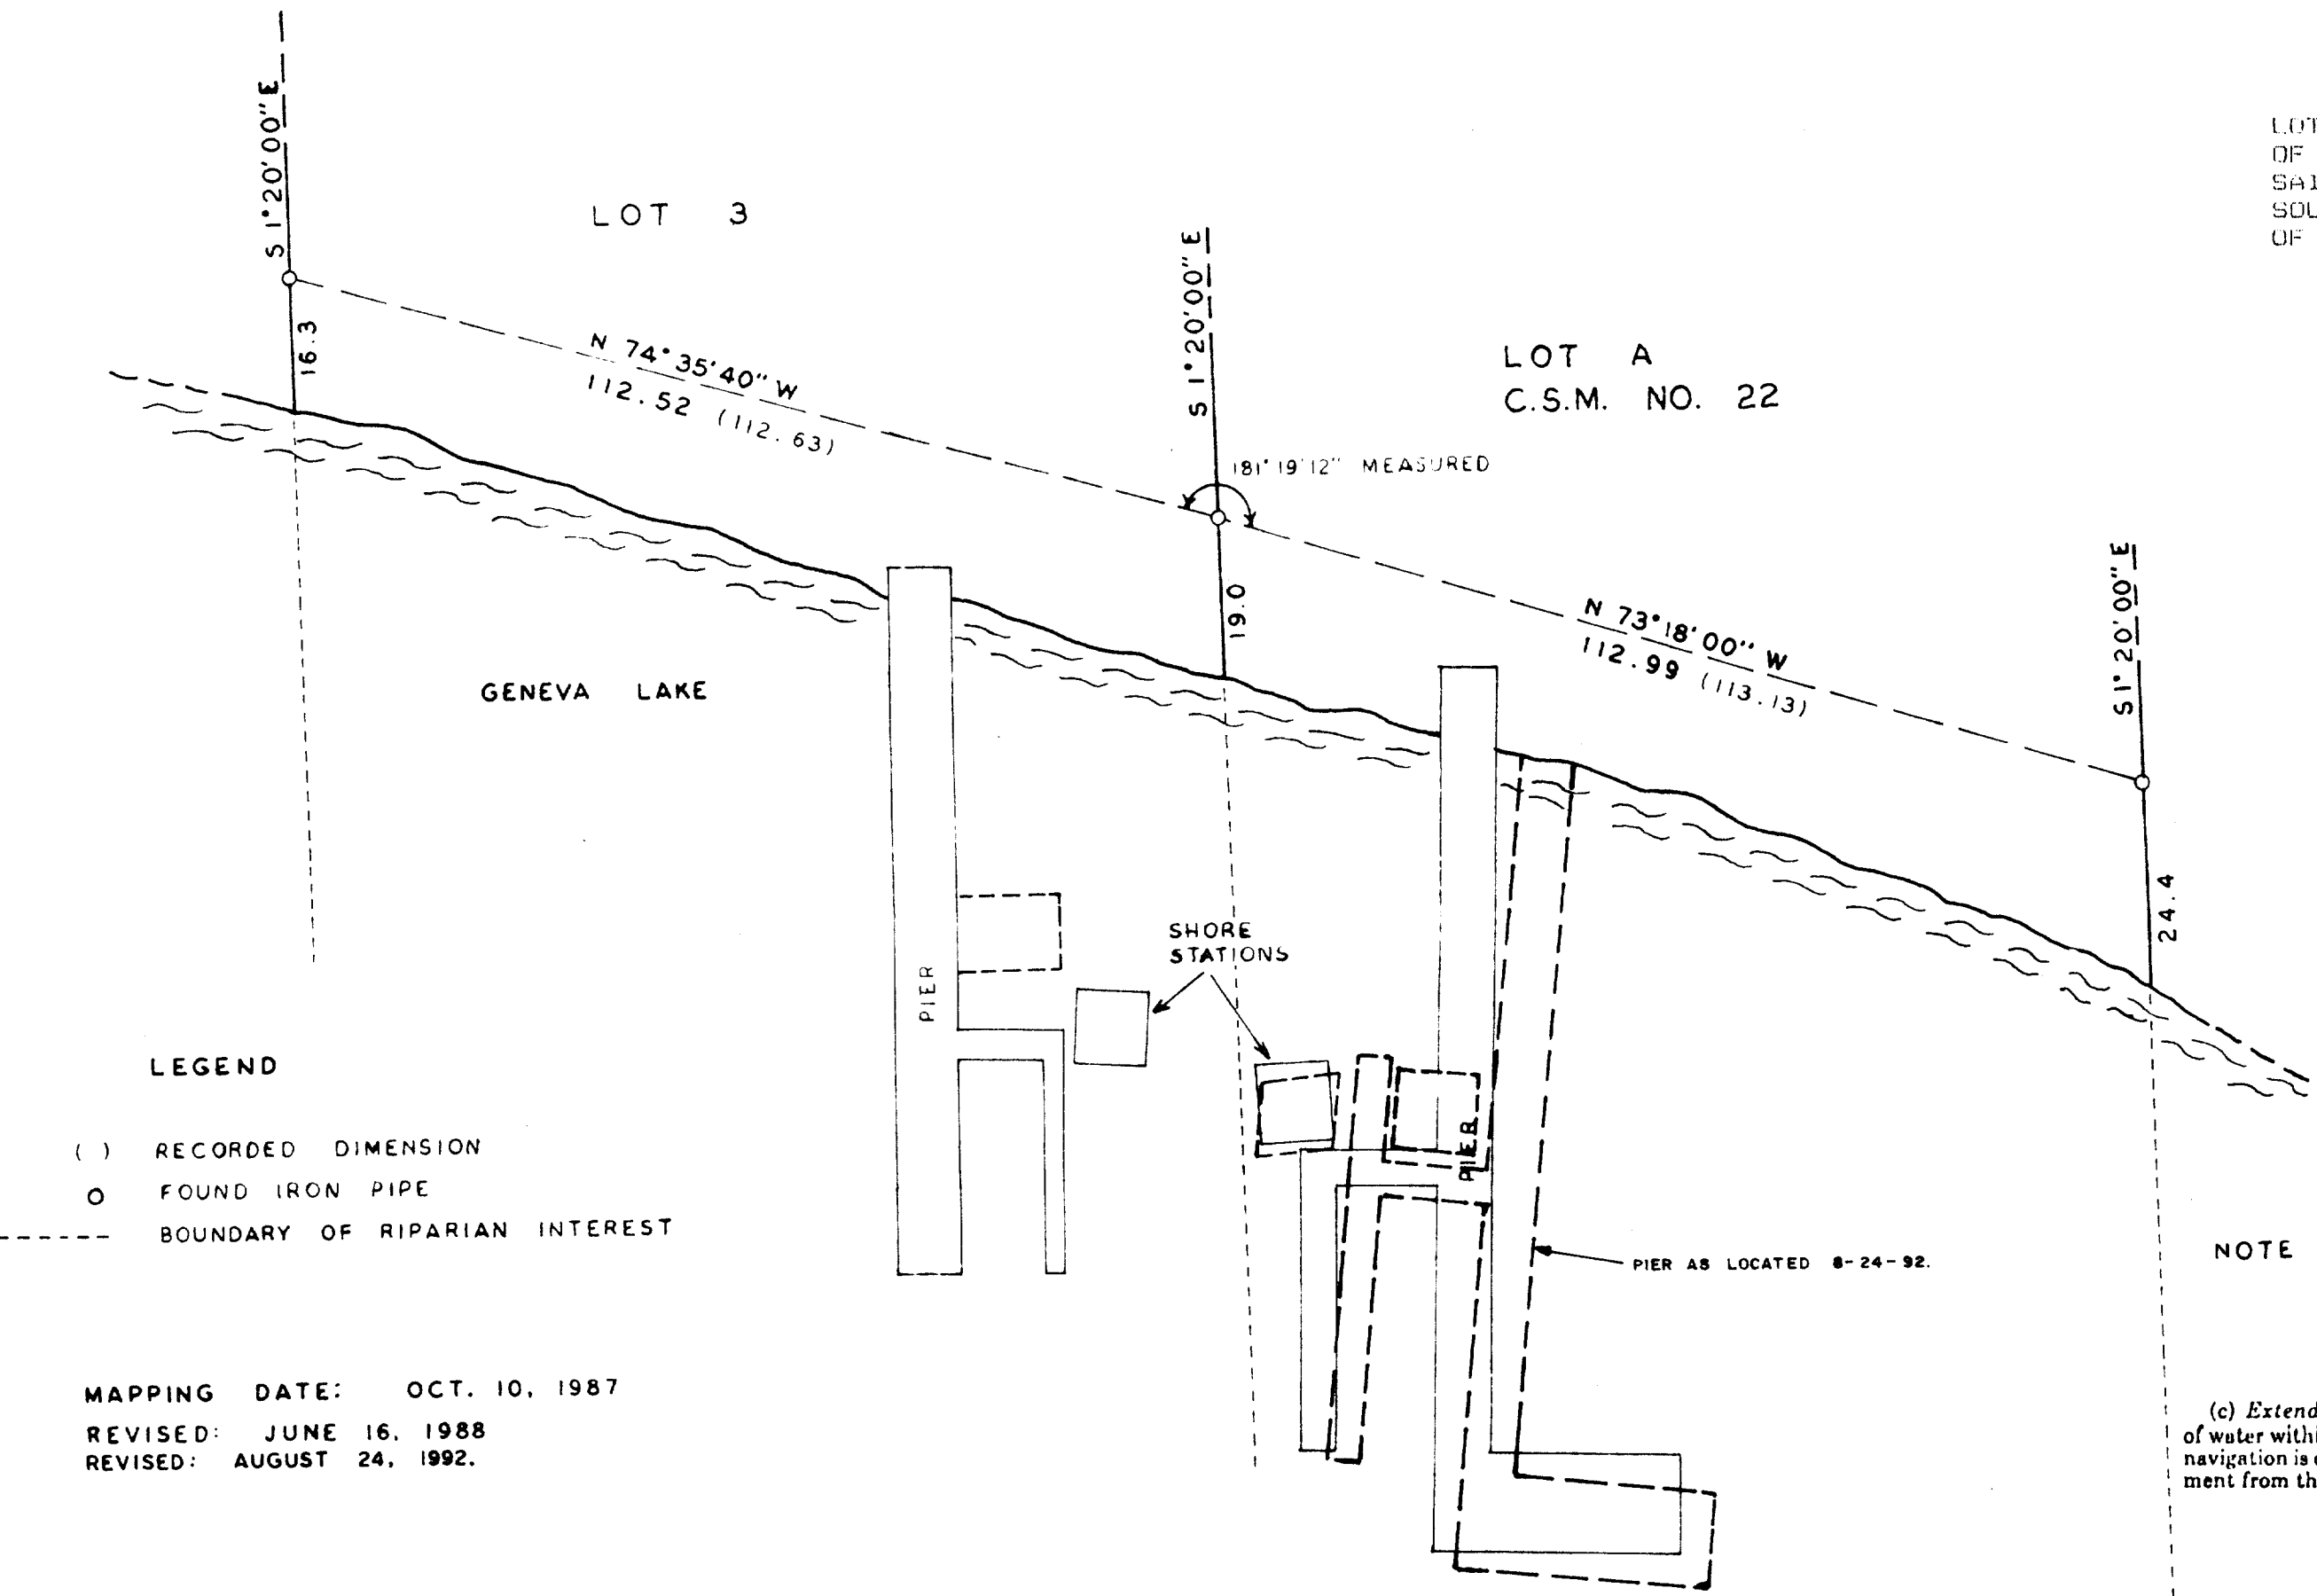 S 1°20'00" E
LOT 3
16.3
N 74°35'40" W
112.52 (112.63)
S 1°20'00" E
LOT A
C.S.M. NO. 22
181°19'12" MEASURED
19.0
N 73°18'00" W
112.99 (113.13)
S 1°20'00" E
24.4
LOT
OF
SAI
SOU
OF
GENEVA LAKE
PIER
SHORE
STATIONS
PIER
PIER AS LOCATED 8-24-92.
LEGEND
( ) RECORDED DIMENSION
O FOUND IRON PIPE
------ BOUNDARY OF RIPARIAN INTEREST
MAPPING DATE: OCT. 10, 1987
REVISED: JUNE 16, 1988
REVISED: AUGUST 24, 1992.
NOTE
(c) Extend
of water withi
navigation is
ment from th